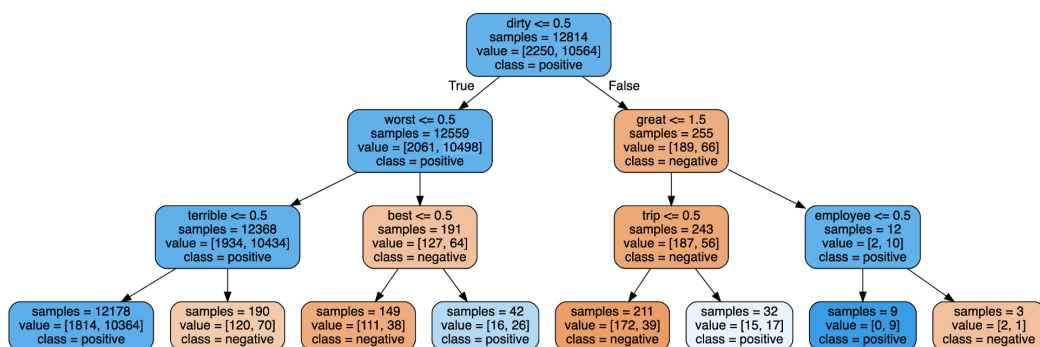 dirty <= 0.5
samples = 12814
value = [2250, 10564]
class = positive
True
False
worst <= 0.5
samples = 12559
value = [2061, 10498]
class = positive
great <= 1.5
samples = 255
value = [189, 66]
class = negative
terrible <= 0.5
samples = 12368
value = [1934, 10434]
class = positive
best <= 0.5
samples = 191
value = [127, 64]
class = negative
trip <= 0.5
samples = 243
value = [187, 56]
class = negative
employee <= 0.5
samples = 12
value = [2, 10]
class = positive
samples = 12178
value = [1814, 10364]
class = positive
samples = 190
value = [120, 70]
class = negative
samples = 149
value = [111, 38]
class = negative
samples = 42
value = [16, 26]
class = positive
samples = 211
value = [172, 39]
class = negative
samples = 32
value = [15, 17]
class = positive
samples = 9
value = [0, 9]
class = positive
samples = 3
value = [2, 1]
class = negative